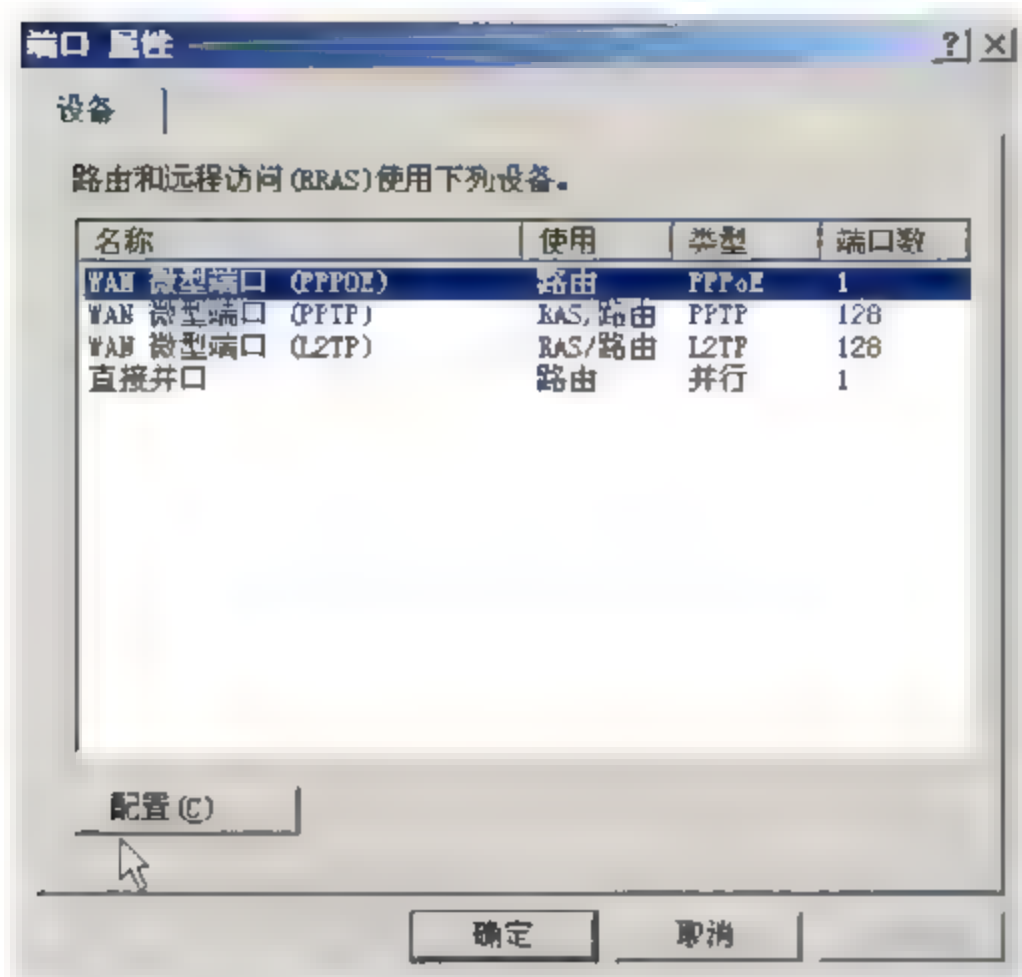 端口 属性
设备
路由和远程访问(RRAS)使用下列设备。
名称 使用 类型 端口数
WAN 微型端口 (PPPOE) 路由 PPPoE 1
WAN 微型端口 (PPTP) RAS/路由 PPTP 128
WAN 微型端口 (L2TP) RAS/路由 L2TP 128
直接并口 路由 并行 1
配置(C)
确定 取消